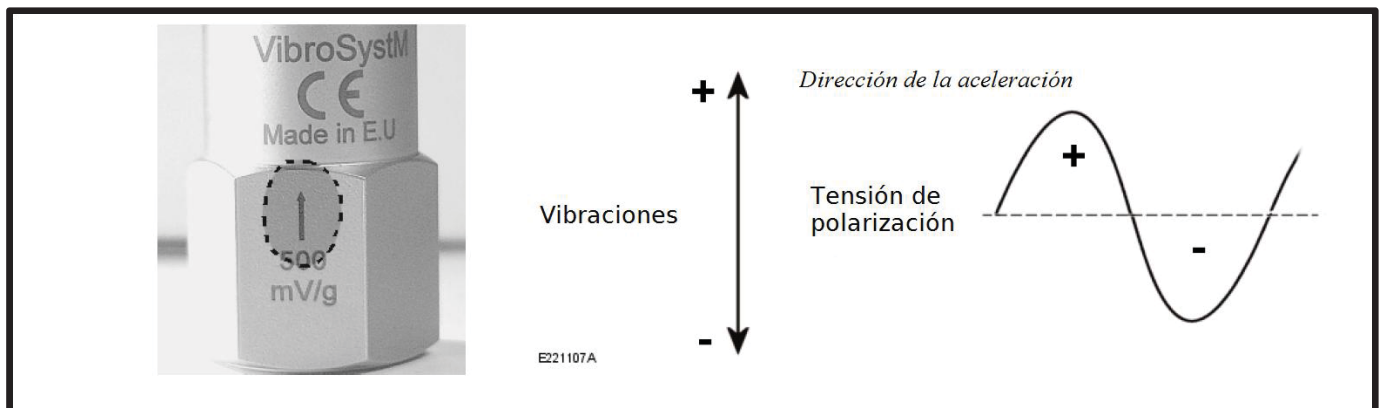 VibroSystM
CE
Made in E.U
500
mV/g
Vibraciones
+
-
E221107A
Dirección de la aceleración
Tensión de
polarización
+
-